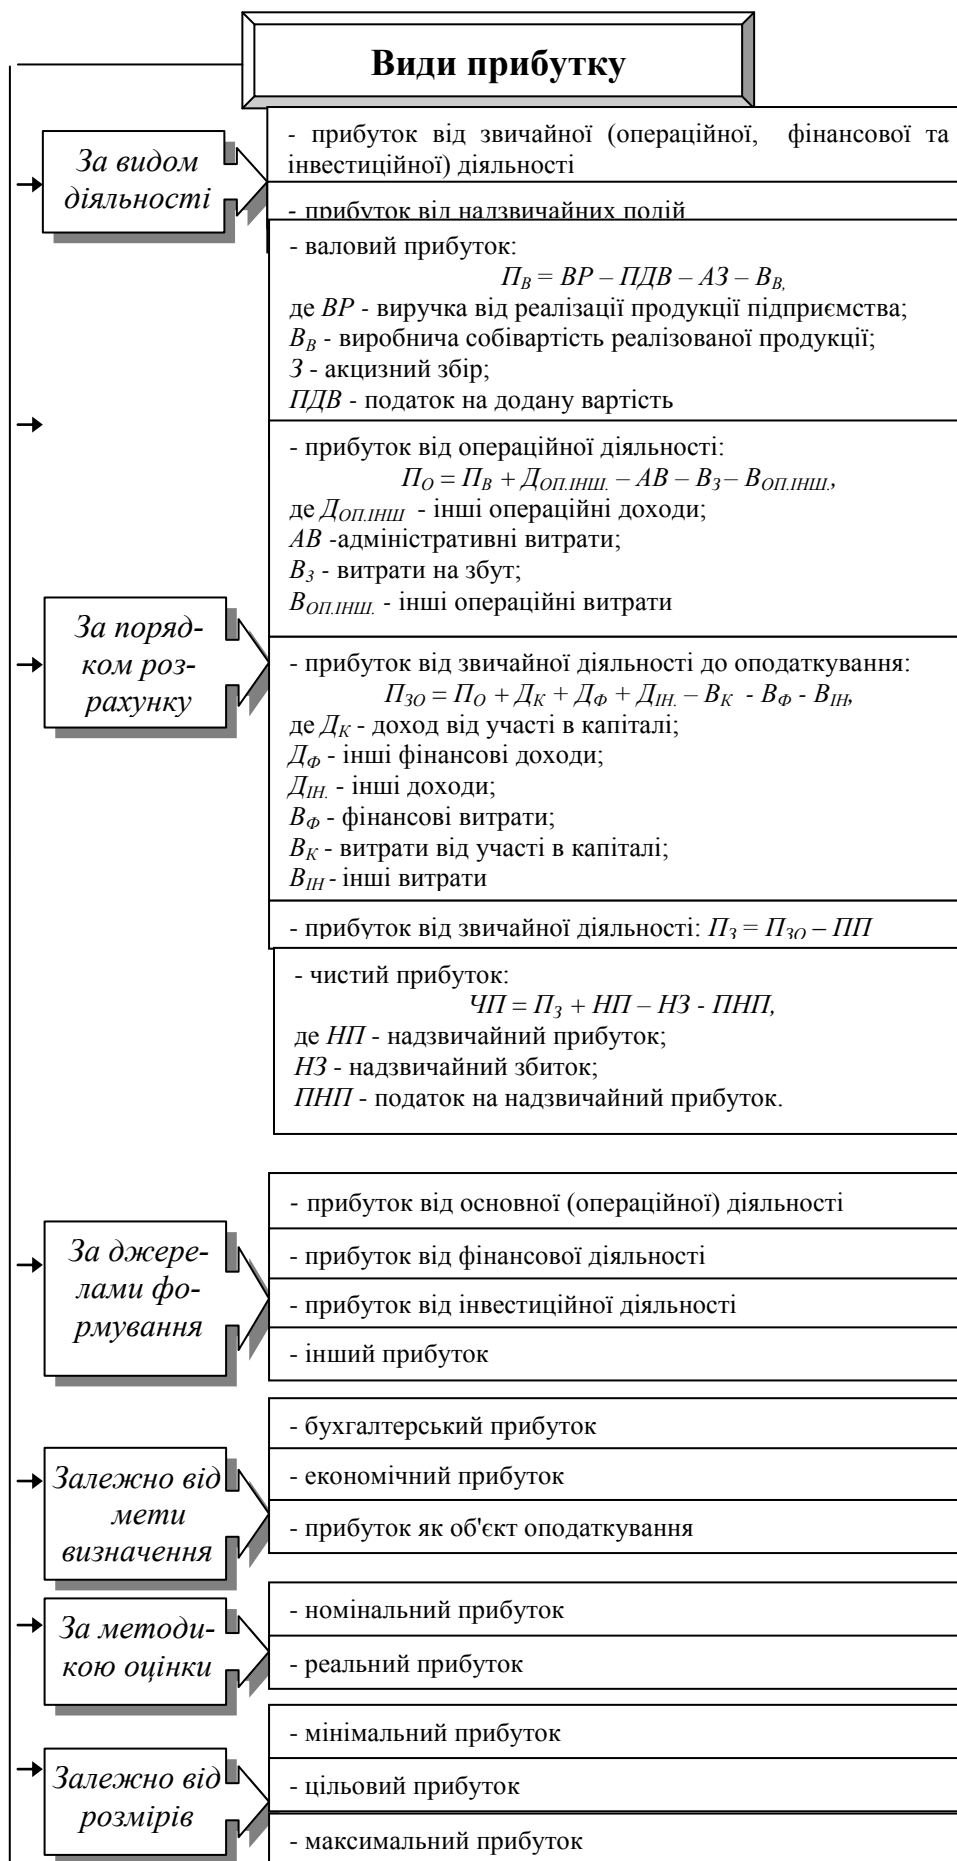 Види прибутку
За видом
діяльності
- прибуток від звичайної (операційної, фінансової та
інвестиційної) діяльності
- прибуток від надзвичайних подій
- валовий прибуток:
П_В = ВР – ПДВ – АЗ – В_В,
де ВР - виручка від реалізації продукції підприємства;
В_В - виробнича собівартість реалізованої продукції;
З - акцизний збір;
ПДВ - податок на додану вартість
- прибуток від операційної діяльності:
П_О = П_В + Д_ОП.ІНШ. – АВ – В_З – В_ОП.ІНШ.,
де Д_ОП.ІНШ - інші операційні доходи;
АВ -адміністративні витрати;
В_З - витрати на збут;
В_ОП.ІНШ. - інші операційні витрати
За поряд-
ком роз-
рахунку
- прибуток від звичайної діяльності до оподаткування:
П_ЗО = П_О + Д_К + Д_Ф + Д_ІН. – В_К - В_Ф - В_ІН,
де Д_К - доход від участі в капіталі;
Д_Ф - інші фінансові доходи;
Д_ІН. - інші доходи;
В_Ф - фінансові витрати;
В_К - витрати від участі в капіталі;
В_ІН - інші витрати
- прибуток від звичайної діяльності: П_З = П_ЗО – ПП
- чистий прибуток:
ЧП = П_З + НП – НЗ - ПНП,
де НП - надзвичайний прибуток;
НЗ - надзвичайний збиток;
ПНП - податок на надзвичайний прибуток.
За джере-
лами фо-
рмування
- прибуток від основної (операційної) діяльності
- прибуток від фінансової діяльності
- прибуток від інвестиційної діяльності
- інший прибуток
Залежно від
мети
визначення
- бухгалтерський прибуток
- економічний прибуток
- прибуток як об'єкт оподаткування
За методи-
кою оцінки
- номінальний прибуток
- реальний прибуток
Залежно від
розмірів
- мінімальний прибуток
- цільовий прибуток
- максимальний прибуток